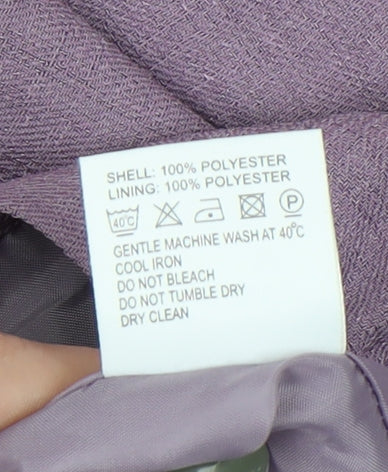 SHELL: 100% POLYESTER
LINING: 100% POLYESTER
40°C P
GENTLE MACHINE WASH AT 40°C
COOL IRON
DO NOT BLEACH
DO NOT TUMBLE DRY
DRY CLEAN